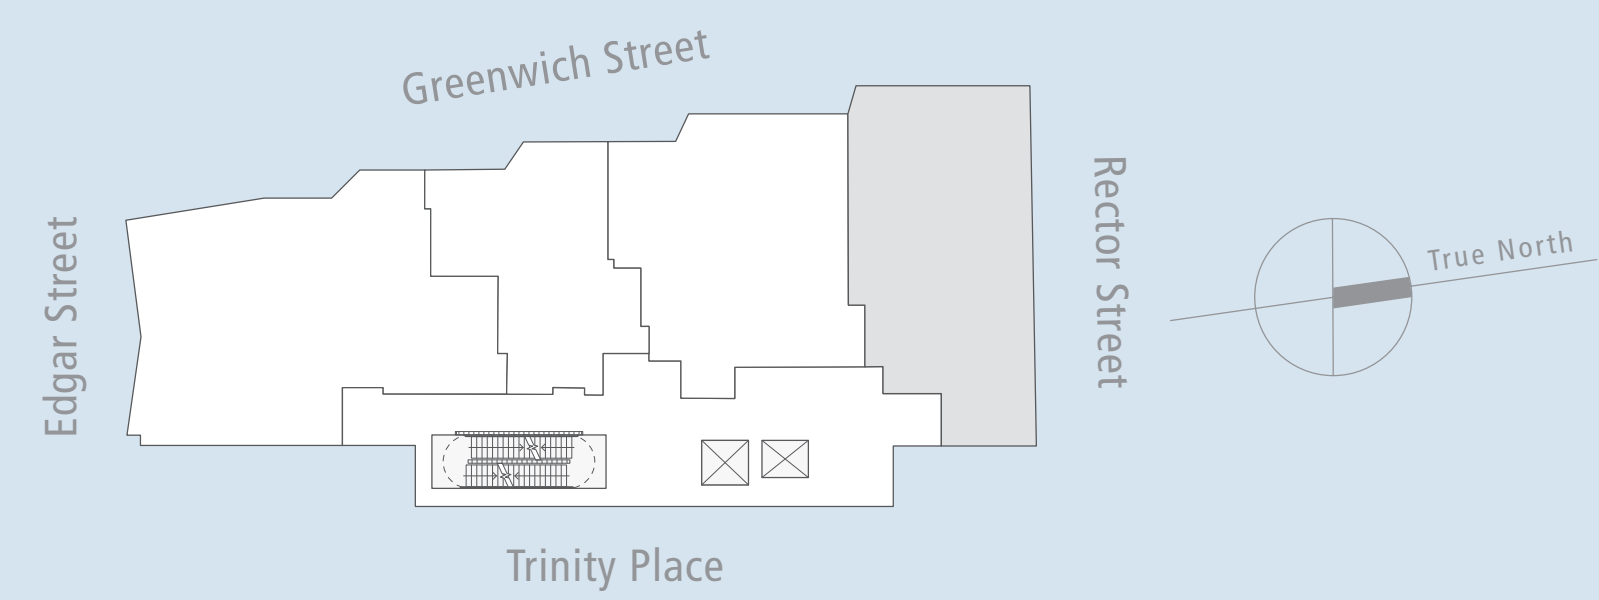 Greenwich Street
Edgar Street
Rector Street
True North
Trinity Place